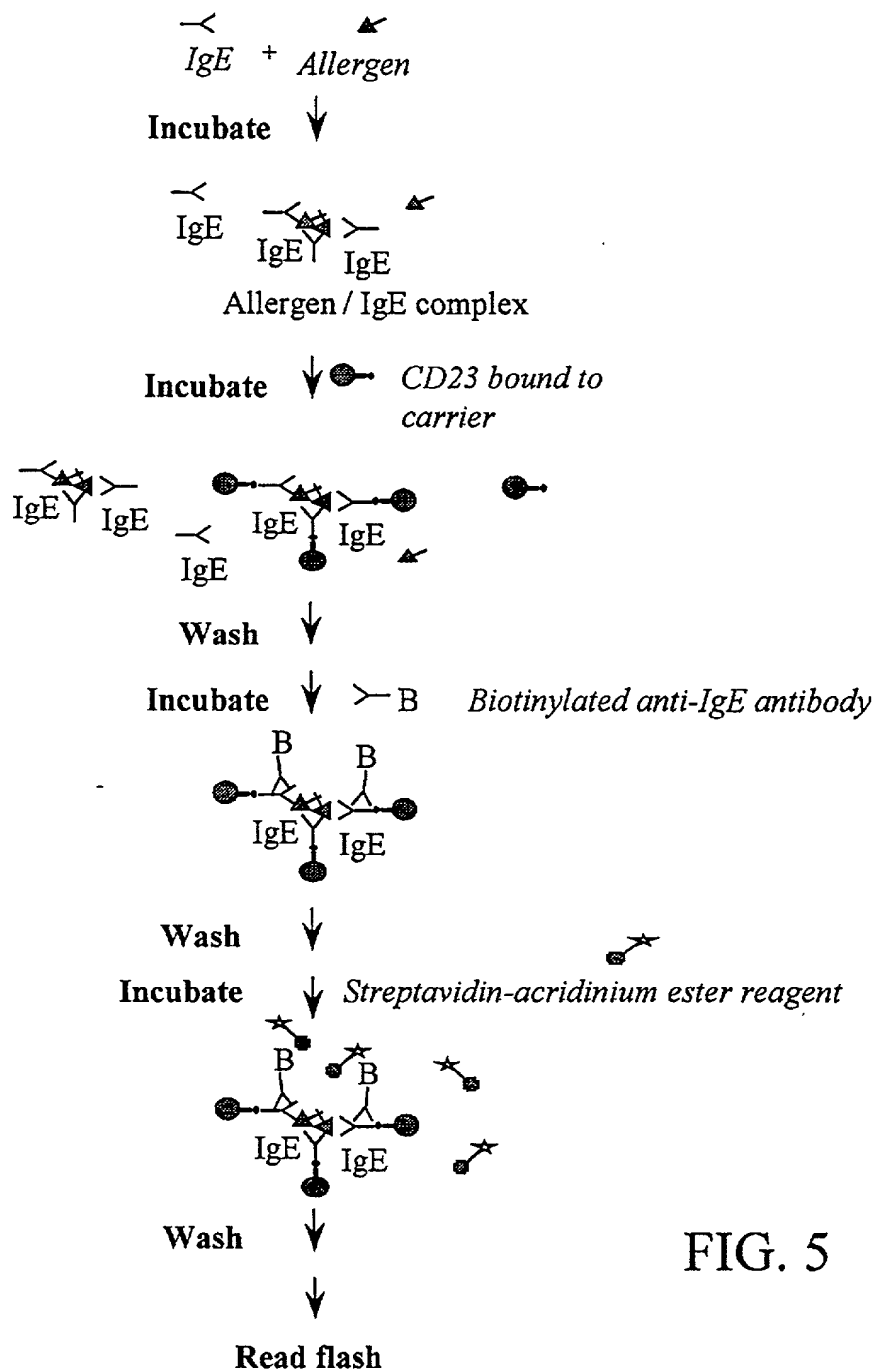 IgE + Allergen
Incubate
IgE IgE IgE
Allergen / IgE complex
Incubate CD23 bound to
carrier
IgE IgE IgE IgE IgE
Wash
Incubate B Biotinylated anti-IgE antibody
B B
IgE IgE
Wash
Incubate Streptavidin-acridinium ester reagent
B B
IgE IgE
Wash
FIG. 5
Read flash